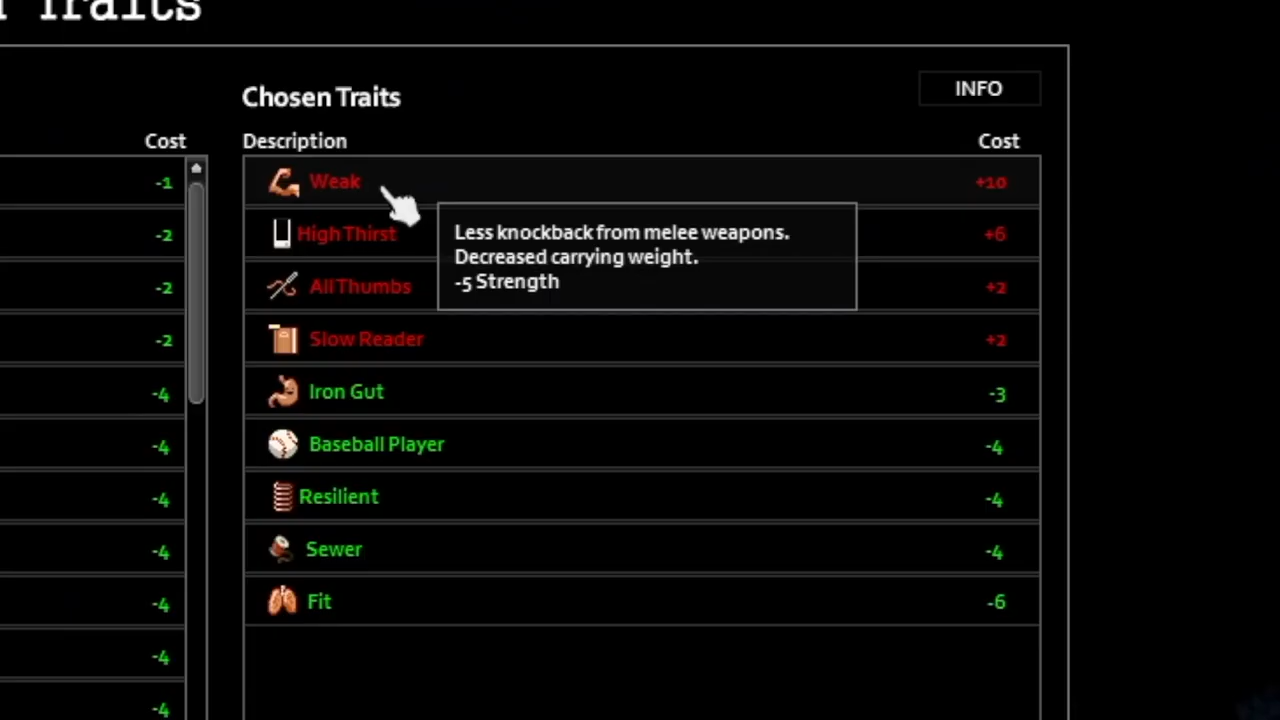 Traits
Chosen Traits
INFO
Cost
Description
Cost
-1
Weak
+10
-2
High Thirst
+6
Less knockback from melee weapons.
Decreased carrying weight.
-5 Strength
-2
All Thumbs
+2
-2
Slow Reader
+2
-4
Iron Gut
-3
-4
Baseball Player
-4
-4
Resilient
-4
-4
Sewer
-4
-4
Fit
-6
-4
-4